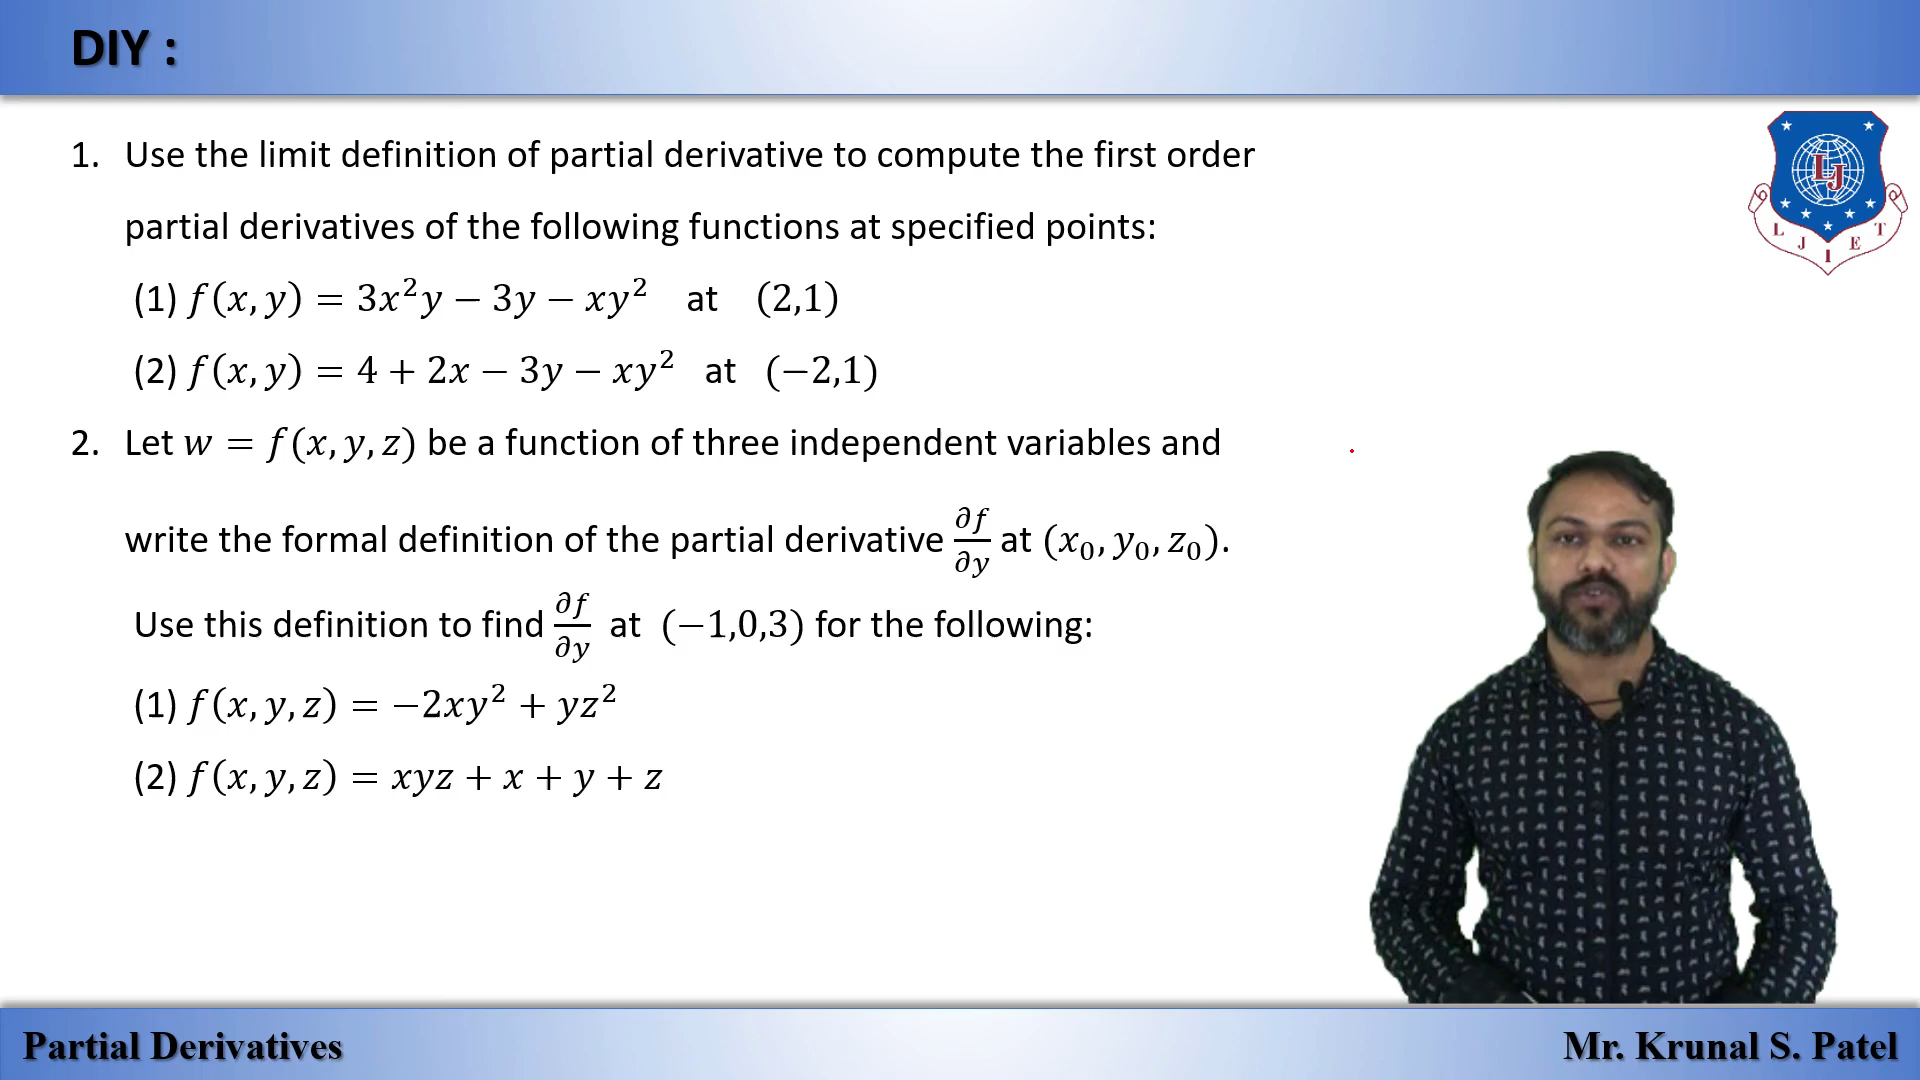 DIY :
1. Use the limit definition of partial derivative to compute the first order
partial derivatives of the following functions at specified points:
(1) f(x, y) = 3x²y − 3y − xy² at (2,1)
(2) f(x, y) = 4 + 2x − 3y − xy² at (−2,1)
2. Let w = f(x, y, z) be a function of three independent variables and
write the formal definition of the partial derivative ∂f/∂y at (x₀, y₀, z₀).
Use this definition to find ∂f/∂y at (−1,0,3) for the following:
(1) f(x, y, z) = −2xy² + yz²
(2) f(x, y, z) = xyz + x + y + z
LJ
L J I E T
Partial Derivatives
Mr. Krunal S. Patel